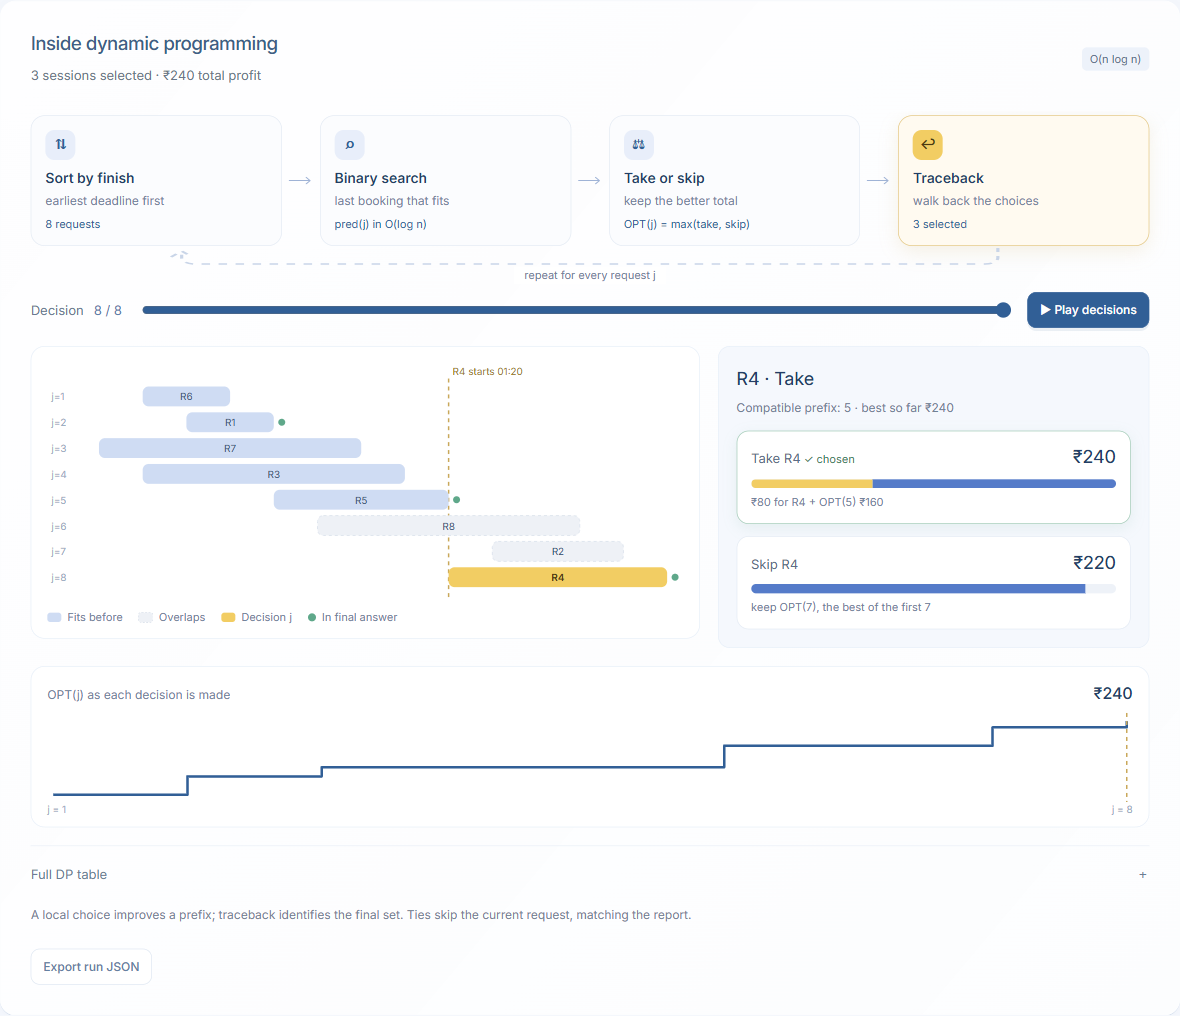 Inside dynamic programming
3 sessions selected · ₹240 total profit
O(n log n)
Sort by finish
earliest deadline first
8 requests
Binary search
last booking that fits
pred(j) in O(log n)
Take or skip
keep the better total
OPT(j) = max(take, skip)
Traceback
walk back the choices
3 selected
repeat for every request j
Decision 8 / 8
Play decisions
R4 starts 01:20
j=1 R6
j=2 R1
j=3 R7
j=4 R3
j=5 R5
j=6 R8
j=7 R2
j=8 R4
Fits before Overlaps Decision j In final answer
R4 · Take
Compatible prefix: 5 · best so far ₹240
Take R4 ✓ chosen ₹240
₹80 for R4 + OPT(5) ₹160
Skip R4 ₹220
keep OPT(7), the best of the first 7
OPT(j) as each decision is made ₹240
j = 1 j = 8
Full DP table +
A local choice improves a prefix; traceback identifies the final set. Ties skip the current request, matching the report.
Export run JSON